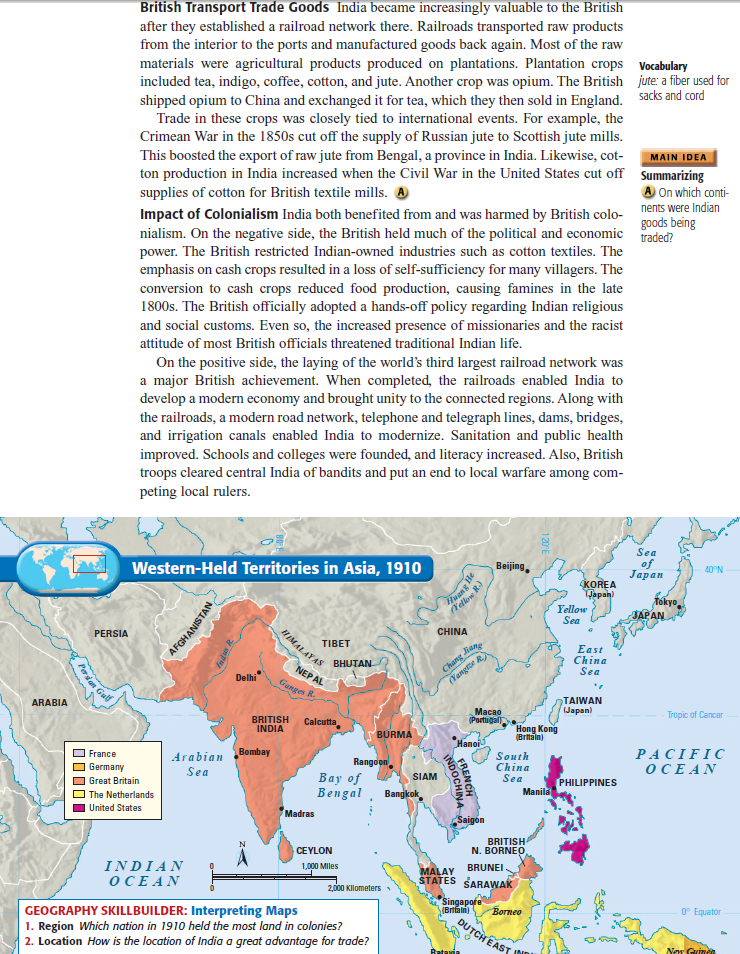 British Transport Trade Goods India became increasingly valuable to the British
after they established a railroad network there. Railroads transported raw products
from the interior to the ports and manufactured goods back again. Most of the raw
materials were agricultural products produced on plantations. Plantation crops
included tea, indigo, coffee, cotton, and jute. Another crop was opium. The British
shipped opium to China and exchanged it for tea, which they then sold in England.
Trade in these crops was closely tied to international events. For example, the
Crimean War in the 1850s cut off the supply of Russian jute to Scottish jute mills.
This boosted the export of raw jute from Bengal, a province in India. Likewise, cot-
ton production in India increased when the Civil War in the United States cut off
supplies of cotton for British textile mills. A
Vocabulary
jute: a fiber used for
sacks and cord
MAIN IDEA
Summarizing
A On which conti-
nents were Indian
goods being
traded?
Impact of Colonialism India both benefited from and was harmed by British colo-
nialism. On the negative side, the British held much of the political and economic
power. The British restricted Indian-owned industries such as cotton textiles. The
emphasis on cash crops resulted in a loss of self-sufficiency for many villagers. The
conversion to cash crops reduced food production, causing famines in the late
1800s. The British officially adopted a hands-off policy regarding Indian religious
and social customs. Even so, the increased presence of missionaries and the racist
attitude of most British officials threatened traditional Indian life.
On the positive side, the laying of the world's third largest railroad network was
a major British achievement. When completed, the railroads enabled India to
develop a modern economy and brought unity to the connected regions. Along with
the railroads, a modern road network, telephone and telegraph lines, dams, bridges,
and irrigation canals enabled India to modernize. Sanitation and public health
improved. Schools and colleges were founded, and literacy increased. Also, British
troops cleared central India of bandits and put an end to local warfare among com-
peting local rulers.
Western-Held Territories in Asia, 1910
80°E
120°E
40°N
Sea
of
Japan
Beijing
KOREA
(Japan)
Tokyo
JAPAN
Huang He
(Yellow R.)
Yellow
Sea
PERSIA
AFGHANISTAN
CHINA
TIBET
HIMALAYAS
East
China
Sea
Indus R.
BHUTAN
NEPAL
Chang Jiang
(Yangtze R.)
Persian Gulf
Delhi
Ganges R.
ARABIA
TAIWAN
(Japan)
Macao
(Portugal)
Tropic of Cancer
BRITISH
INDIA
Calcutta
Hong Kong
(Britain)
BURMA
Hanoi
France
Germany
Great Britain
The Netherlands
United States
Arabian
Sea
Bombay
Rangoon
South
China
Sea
PACIFIC
OCEAN
Bay of
Bengal
SIAM
FRENCH
INDOCHINA
PHILIPPINES
Manila
Bangkok
Madras
Saigon
CEYLON
BRITISH
N. BORNEO
N
INDIAN
OCEAN
0
1,000 Miles
0
2,000 Kilometers
MALAY
STATES
BRUNEI
SARAWAK
Singapore
(Britain)
Borneo
0° Equator
DUTCH EAST IND
Batavia
New Guinea
GEOGRAPHY SKILLBUILDER: Interpreting Maps
1. Region Which nation in 1910 held the most land in colonies?
2. Location How is the location of India a great advantage for trade?